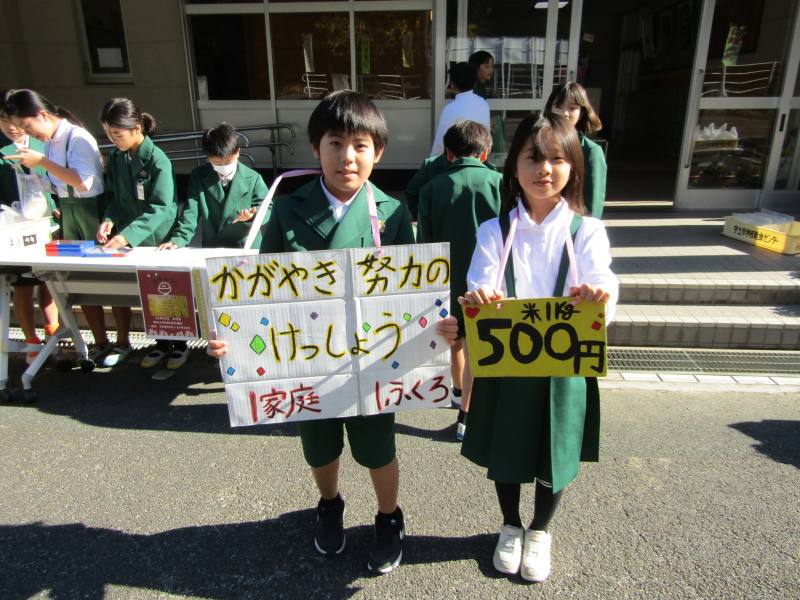 かがやき 努力の
けっしょう
1家庭 1ふくろ
米1kg
500円